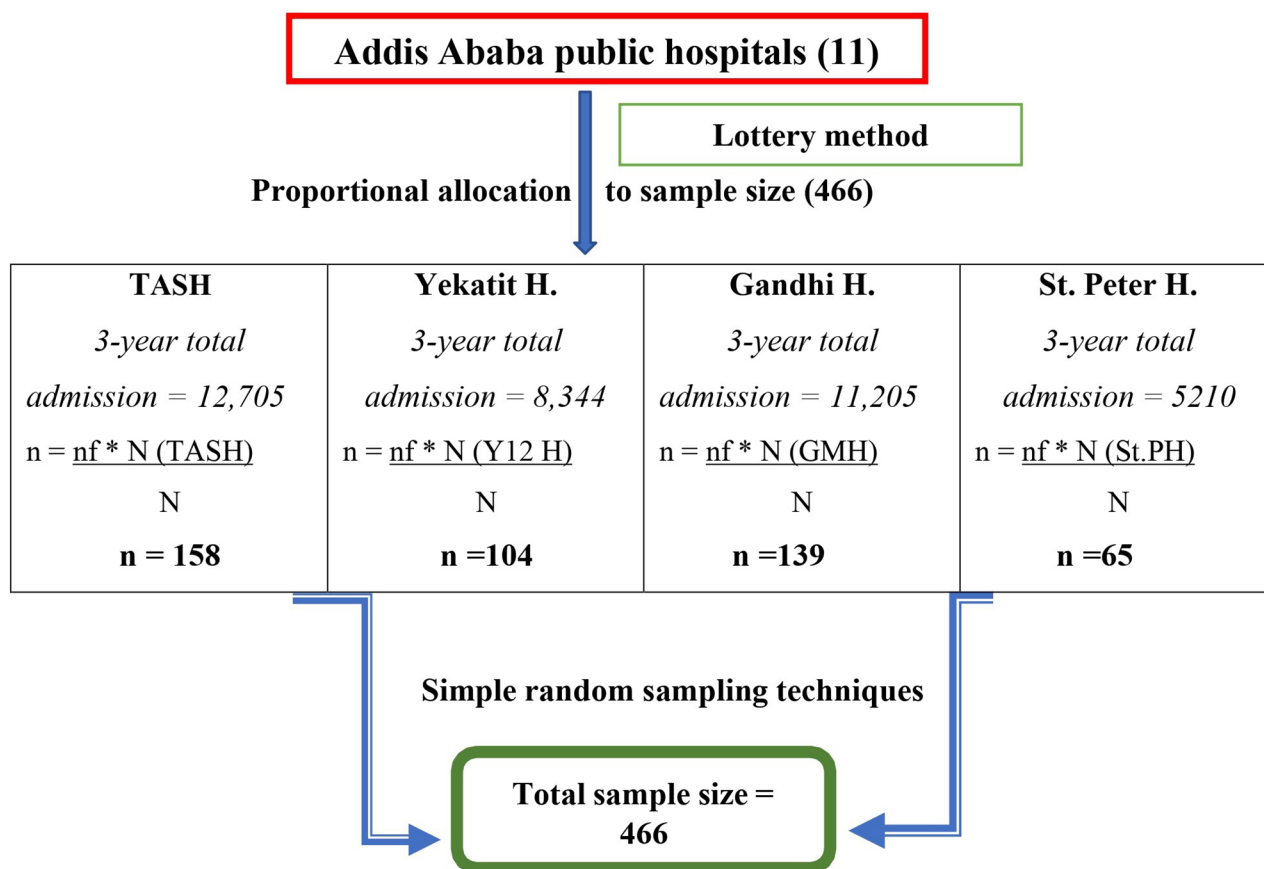 Addis Ababa public hospitals (11)
Lottery method
Proportional allocation to sample size (466)
TASH
3-year total
admission = 12,705
n = nf * N (TASH)
N
n = 158
Yekatit H.
3-year total
admission = 8,344
n = nf * N (Y12 H)
N
n =104
Gandhi H.
3-year total
admission = 11,205
n = nf * N (GMH)
N
n =139
St. Peter H.
3-year total
admission = 5210
n = nf * N (St.PH)
N
n =65
Simple random sampling techniques
Total sample size =
466